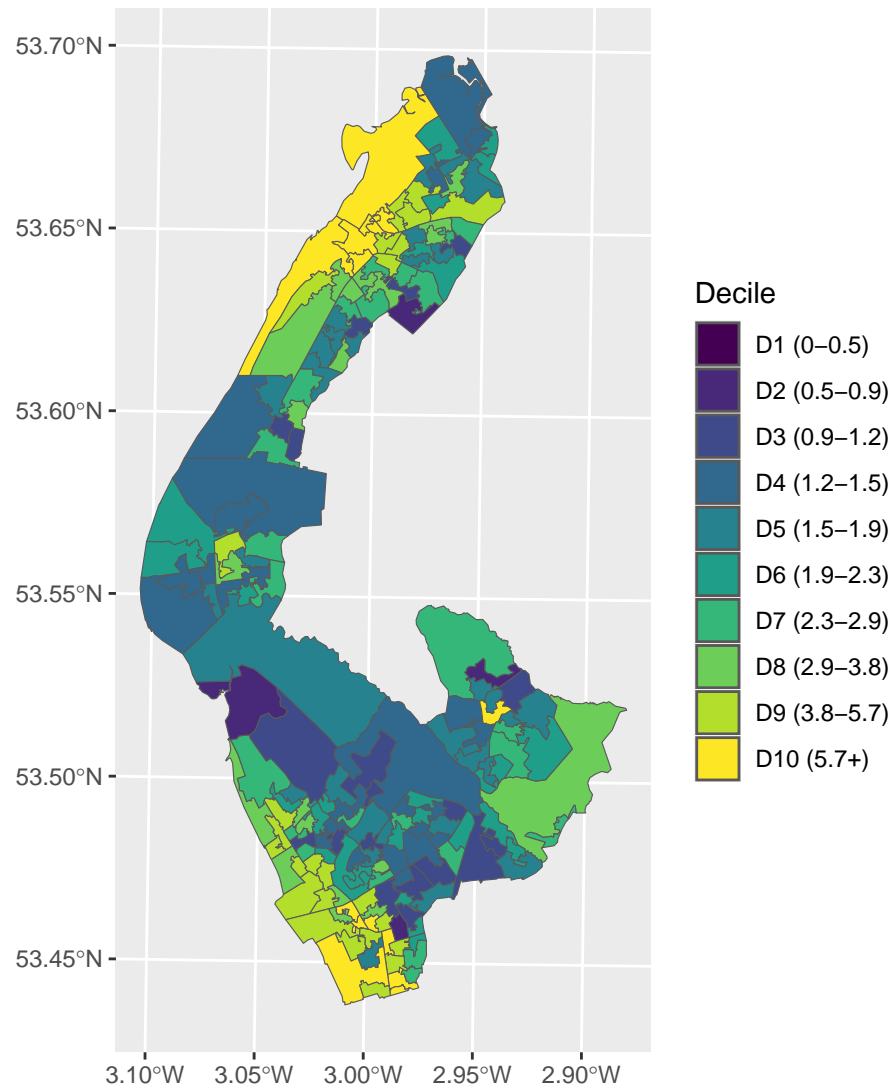 53.70°N
53.65°N
53.60°N
53.55°N
53.50°N
53.45°N
3.10°W 3.05°W 3.00°W 2.95°W 2.90°W
Decile
D1 (0−0.5)
D2 (0.5−0.9)
D3 (0.9−1.2)
D4 (1.2−1.5)
D5 (1.5−1.9)
D6 (1.9−2.3)
D7 (2.3−2.9)
D8 (2.9−3.8)
D9 (3.8−5.7)
D10 (5.7+)